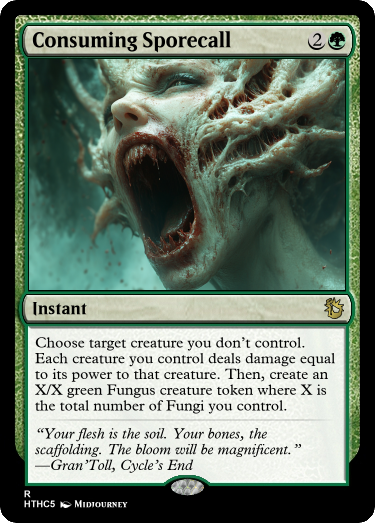 Consuming Sporecall 2
Instant
Choose target creature you don't control.
Each creature you control deals damage equal
to its power to that creature. Then, create an
X/X green Fungus creature token where X is
the total number of Fungi you control.
"Your flesh is the soil. Your bones, the
scaffolding. The bloom will be magnificent."
—Gran'Toll, Cycle's End
R
HTHC5 Midjourney